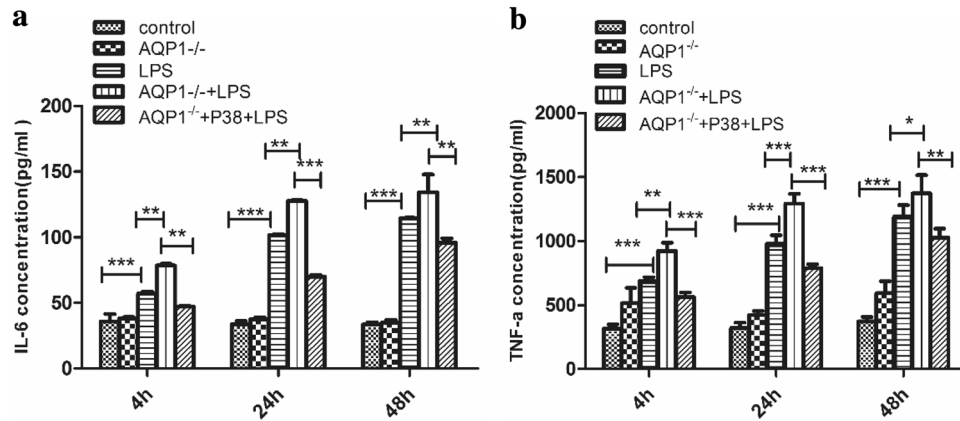 a
control
AQP1-/-
LPS
AQP1-/-+LPS
AQP1-/-+P38+LPS
IL-6 concentration(pg/ml)
200
150
100
50
0
***
**
**
***
**
***
***
**
**
4h
24h
48h
b
control
AQP1-/-
LPS
AQP1-/-+LPS
AQP1-/-+P38+LPS
TNF-a concentration(pg/ml)
2000
1500
1000
500
0
***
**
***
***
***
***
***
*
**
4h
24h
48h